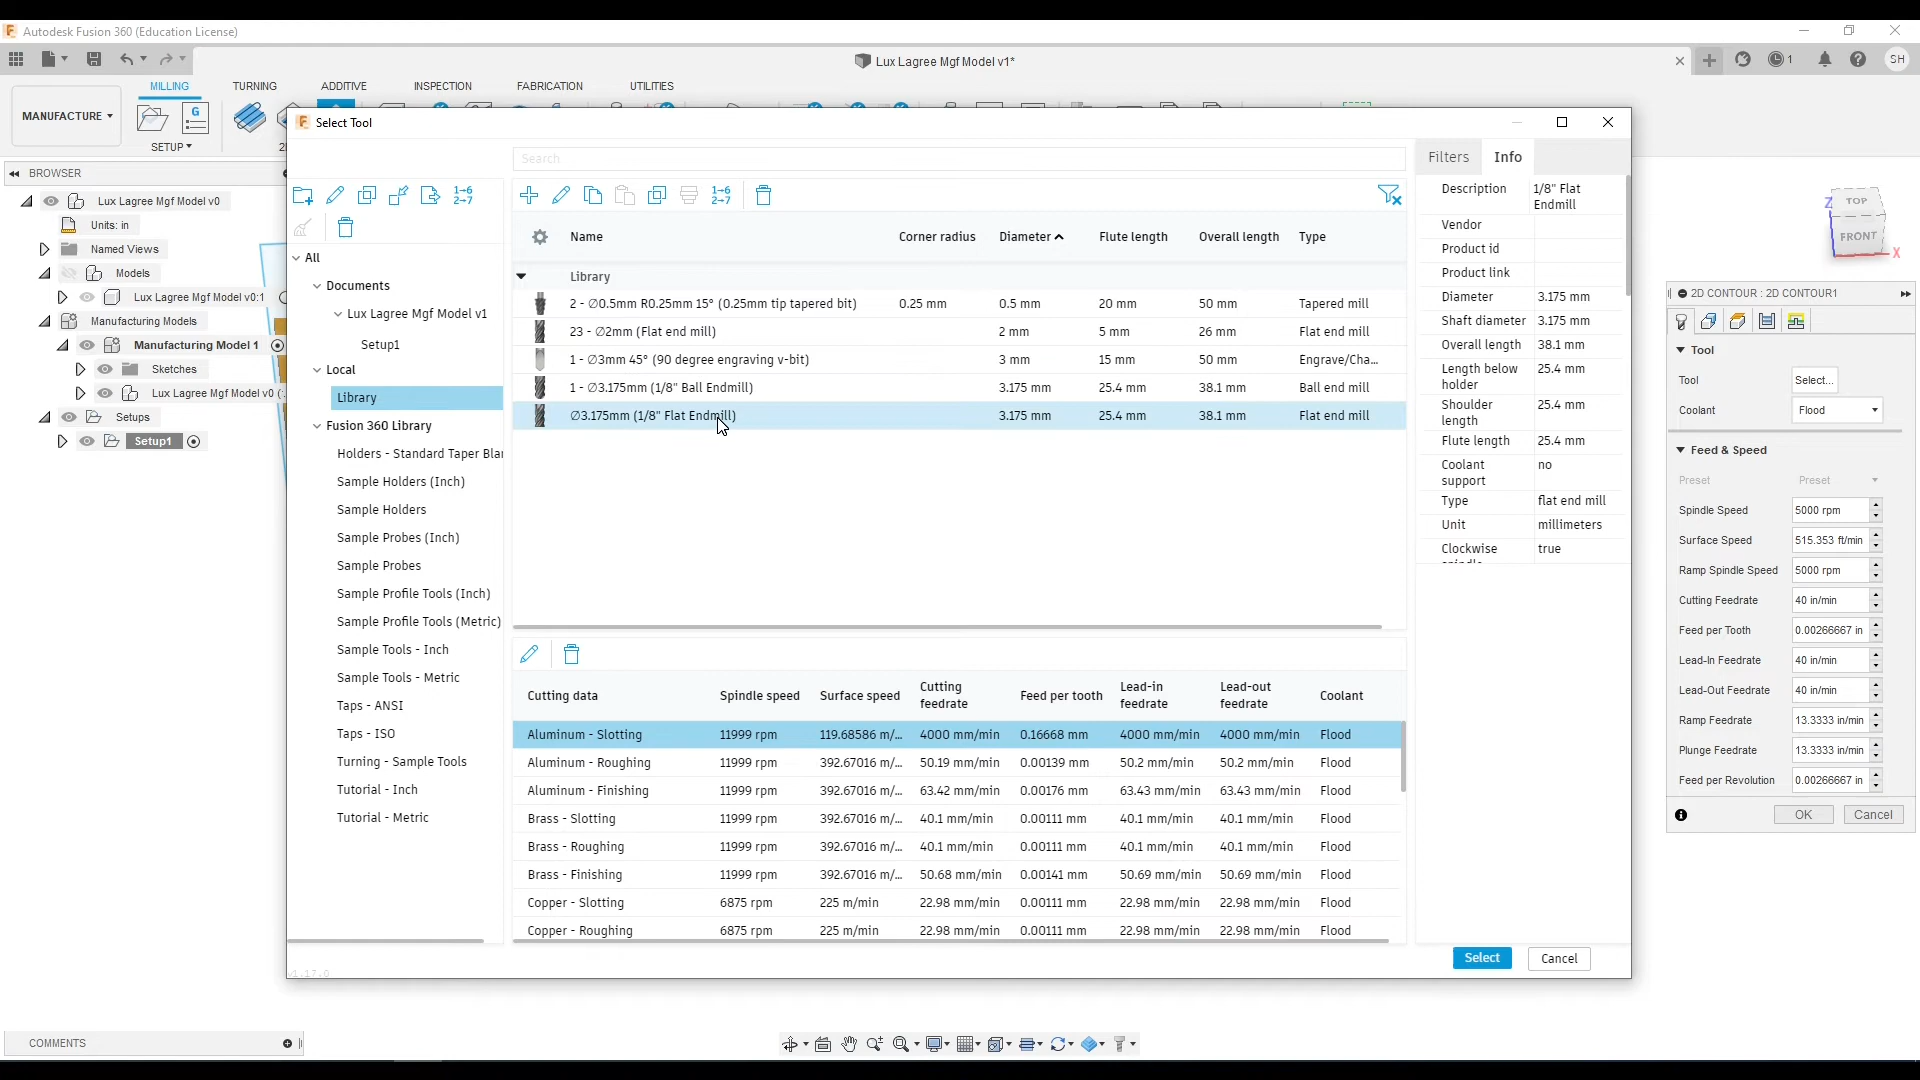 Autodesk Fusion 360 (Education License)
Lux Lagree Mgf Model v1*
1
SH
MILLING
TURNING
ADDITIVE
INSPECTION
FABRICATION
UTILITIES
MANUFACTURE
SETUP
BROWSER
Lux Lagree Mgf Model v0
Units: in
Named Views
Models
Lux Lagree Mgf Model v0:1
Manufacturing Models
Manufacturing Model 1
Sketches
Lux Lagree Mgf Model v0 (
Setups
Setup1
Select Tool
Search
1→6
2→7
1→6
2→7
All
Documents
Lux Lagree Mgf Model v1
Setup1
Local
Library
Fusion 360 Library
Holders - Standard Taper Blan
Sample Holders (Inch)
Sample Holders
Sample Probes (Inch)
Sample Probes
Sample Profile Tools (Inch)
Sample Profile Tools (Metric)
Sample Tools - Inch
Sample Tools - Metric
Taps - ANSI
Taps - ISO
Turning - Sample Tools
Tutorial - Inch
Tutorial - Metric
v1.17.0
Name Corner radius Diameter Flute length Overall length Type
Library
2 - ∅0.5mm R0.25mm 15° (0.25mm tip tapered bit) 0.25 mm 0.5 mm 20 mm 50 mm Tapered mill
23 - ∅2mm (Flat end mill) 2 mm 5 mm 26 mm Flat end mill
1 - ∅3mm 45° (90 degree engraving v-bit) 3 mm 15 mm 50 mm Engrave/Cha...
1 - ∅3.175mm (1/8" Ball Endmill) 3.175 mm 25.4 mm 38.1 mm Ball end mill
∅3.175mm (1/8" Flat Endmill) 3.175 mm 25.4 mm 38.1 mm Flat end mill
Cutting data Spindle speed Surface speed Cutting feedrate Feed per tooth Lead-in feedrate Lead-out feedrate Coolant
Aluminum - Slotting 11999 rpm 119.68586 m/... 4000 mm/min 0.16668 mm 4000 mm/min 4000 mm/min Flood
Aluminum - Roughing 11999 rpm 392.67016 m/... 50.19 mm/min 0.00139 mm 50.2 mm/min 50.2 mm/min Flood
Aluminum - Finishing 11999 rpm 392.67016 m/... 63.42 mm/min 0.00176 mm 63.43 mm/min 63.43 mm/min Flood
Brass - Slotting 11999 rpm 392.67016 m/... 40.1 mm/min 0.00111 mm 40.1 mm/min 40.1 mm/min Flood
Brass - Roughing 11999 rpm 392.67016 m/... 40.1 mm/min 0.00111 mm 40.1 mm/min 40.1 mm/min Flood
Brass - Finishing 11999 rpm 392.67016 m/... 50.68 mm/min 0.00141 mm 50.69 mm/min 50.69 mm/min Flood
Copper - Slotting 6875 rpm 225 m/min 22.98 mm/min 0.00111 mm 22.98 mm/min 22.98 mm/min Flood
Copper - Roughing 6875 rpm 225 m/min 22.98 mm/min 0.00111 mm 22.98 mm/min 22.98 mm/min Flood
Filters Info
Description 1/8" Flat
Endmill
Vendor
Product id
Product link
Diameter 3.175 mm
Shaft diameter 3.175 mm
Overall length 38.1 mm
Length below 25.4 mm
holder
Shoulder 25.4 mm
length
Flute length 25.4 mm
Coolant no
support
Type flat end mill
Unit millimeters
Clockwise true
Select
Cancel
TOP
FRONT
Z
X
2D CONTOUR : 2D CONTOUR1
Tool
Tool Select...
Coolant Flood
Feed & Speed
Preset Preset
Spindle Speed 5000 rpm
Surface Speed 515.353 ft/min
Ramp Spindle Speed 5000 rpm
Cutting Feedrate 40 in/min
Feed per Tooth 0.00266667 in
Lead-In Feedrate 40 in/min
Lead-Out Feedrate 40 in/min
Ramp Feedrate 13.3333 in/min
Plunge Feedrate 13.3333 in/min
Feed per Revolution 0.00266667 in
OK Cancel
COMMENTS